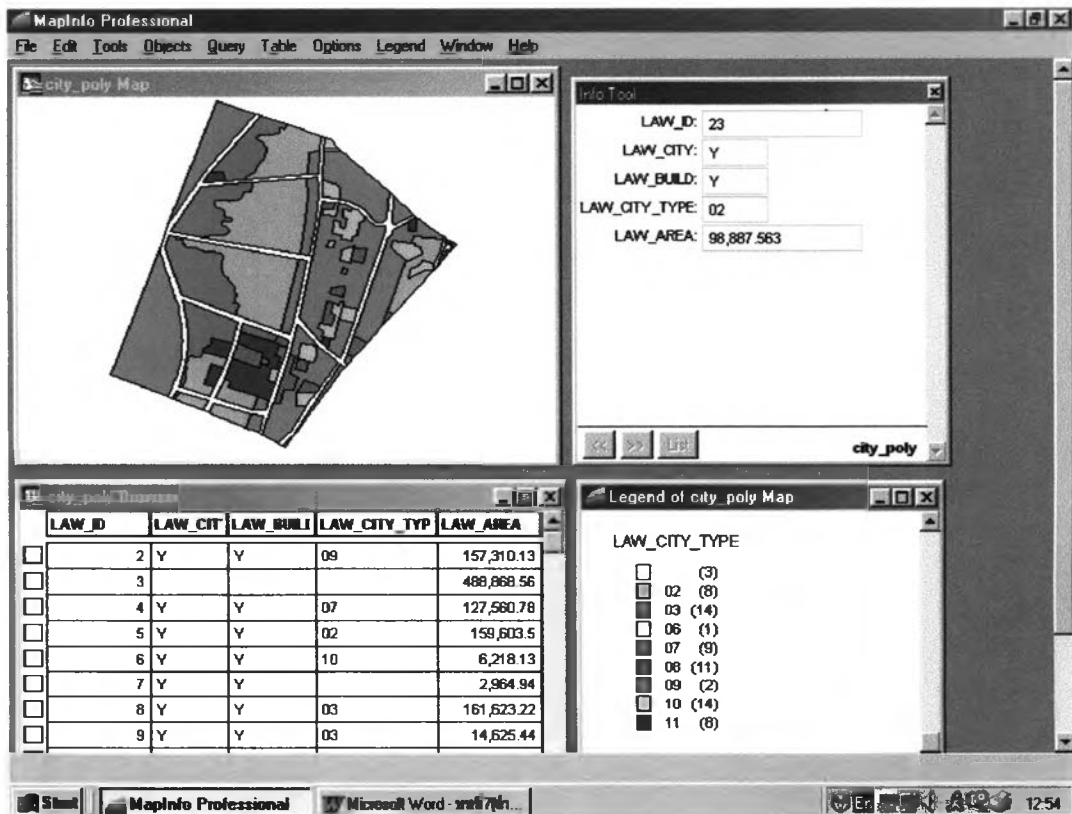 MapInfo Professional
File Edit Tools Objects Query Table Options Legend Window Help
city_poly Map
Info Tool
LAW_ID: 23
LAW_CITY: Y
LAW_BUILD: Y
LAW_CITY_TYPE: 02
LAW_AREA: 98,887.563
<< >> List city_poly
city_poly
LAW_ID LAW_CIT LAW_BUILI LAW_CITY_TYP LAW_AREA
2 Y Y 09 157,310.13
3 488,868.56
4 Y Y 07 127,560.78
5 Y Y 02 159,603.5
6 Y Y 10 6,218.13
7 Y Y 2,964.94
8 Y Y 03 161,623.22
9 Y Y 03 14,625.44
Legend of city_poly Map
LAW_CITY_TYPE
(3)
02 (8)
03 (14)
06 (1)
07 (9)
08 (11)
09 (2)
10 (14)
11 (8)
Start MapInfo Professional Microsoft Word - En 12:54